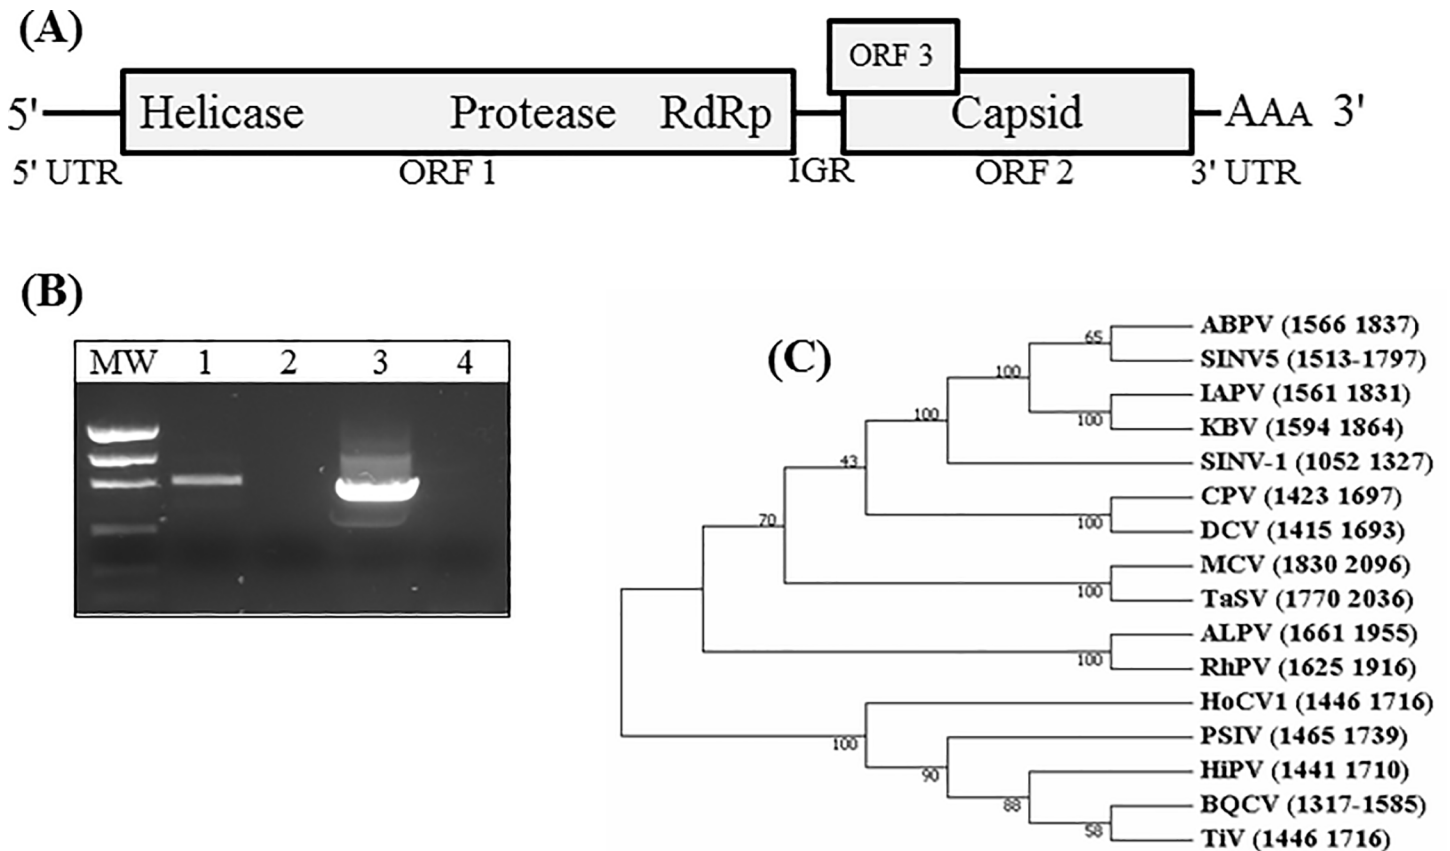 (A)
ORF 3
5' Helicase Protease RdRp Capsid AAA 3'
5' UTR ORF 1 IGR ORF 2 3' UTR
(B)
MW 1 2 3 4
(C)
65 ABPV (1566 1837)
SINV5 (1513-1797)
100
100 IAPV (1561 1831)
KBV (1594 1864)
100
SINV-1 (1052 1327)
43
100 CPV (1423 1697)
DCV (1415 1693)
70
100 MCV (1830 2096)
TaSV (1770 2036)
100 ALPV (1661 1955)
RhPV (1625 1916)
100 HoCV1 (1446 1716)
90 PSIV (1465 1739)
88 HiPV (1441 1710)
58 BQCV (1317-1585)
TiV (1446 1716)